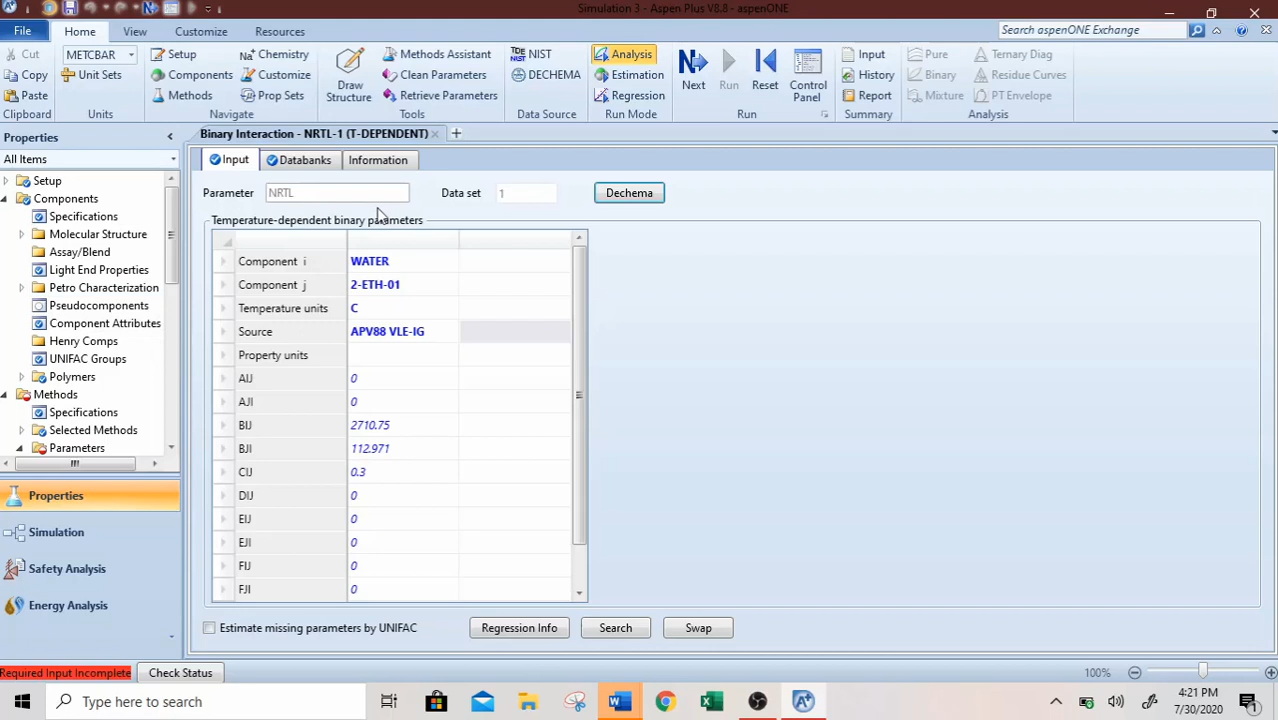 Simulation 3 - Aspen Plus V8.8 - aspenONE
File
Home
View
Customize
Resources
Search aspenONE Exchange
Cut
Copy
Paste
Clipboard
METCBAR
Unit Sets
Units
Setup
Components
Methods
Chemistry
Customize
Prop Sets
Navigate
Draw Structure
Methods Assistant
Clean Parameters
Retrieve Parameters
Tools
TDE NIST
DECHEMA
Data Source
Analysis
Estimation
Regression
Run Mode
Next
Run
Reset
Control Panel
Run
Input
History
Report
Summary
Pure
Binary
Mixture
Ternary Diag
Residue Curves
PT Envelope
Analysis
Properties
All Items
Setup
Components
Specifications
Molecular Structure
Assay/Blend
Light End Properties
Petro Characterization
Pseudocomponents
Component Attributes
Henry Comps
UNIFAC Groups
Polymers
Methods
Specifications
Selected Methods
Parameters
Properties
Simulation
Safety Analysis
Energy Analysis
Binary Interaction - NRTL-1 (T-DEPENDENT)
Input
Databanks
Information
Parameter NRTL Data set 1 Dechema
Temperature-dependent binary parameters
Component i WATER
Component j 2-ETH-01
Temperature units C
Source APV88 VLE-IG
Property units
AIJ 0
AJI 0
BIJ 2710.75
BJI 112.971
CIJ 0.3
DIJ 0
EIJ 0
EJI 0
FIJ 0
FJI 0
Estimate missing parameters by UNIFAC Regression Info Search Swap
Required Input Incomplete Check Status 100%
Type here to search
4:21 PM
7/30/2020